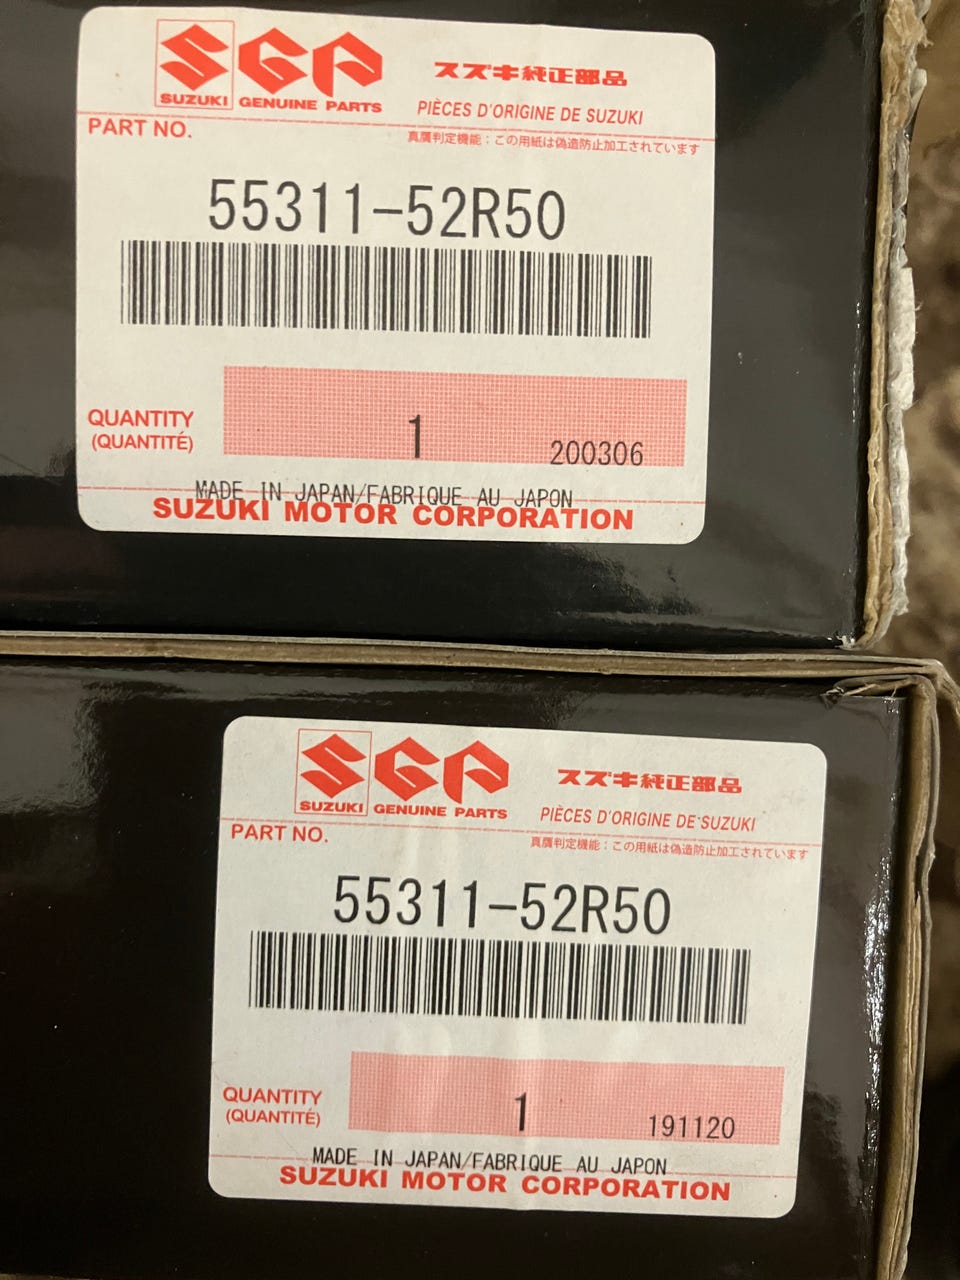 SGP
スズキ純正部品
SUZUKI GENUINE PARTS
PIÈCES D'ORIGINE DE SUZUKI
PART NO.
真贋判定機能：この用紙は偽造防止加工されています
55311-52R50
QUANTITY
(QUANTITÉ)
1
200306
MADE IN JAPAN/FABRIQUE AU JAPON
SUZUKI MOTOR CORPORATION
SGP
スズキ純正部品
SUZUKI GENUINE PARTS
PIÈCES D'ORIGINE DE SUZUKI
PART NO.
真贋判定機能：この用紙は偽造防止加工されています
55311-52R50
QUANTITY
(QUANTITÉ)
1
191120
MADE IN JAPAN/FABRIQUE AU JAPON
SUZUKI MOTOR CORPORATION